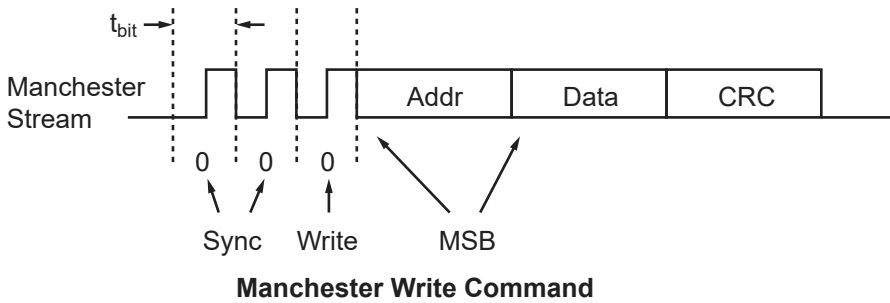 tbit
Manchester
Stream
Addr
Data
CRC
0
0
0
Sync
Write
MSB
Manchester Write Command